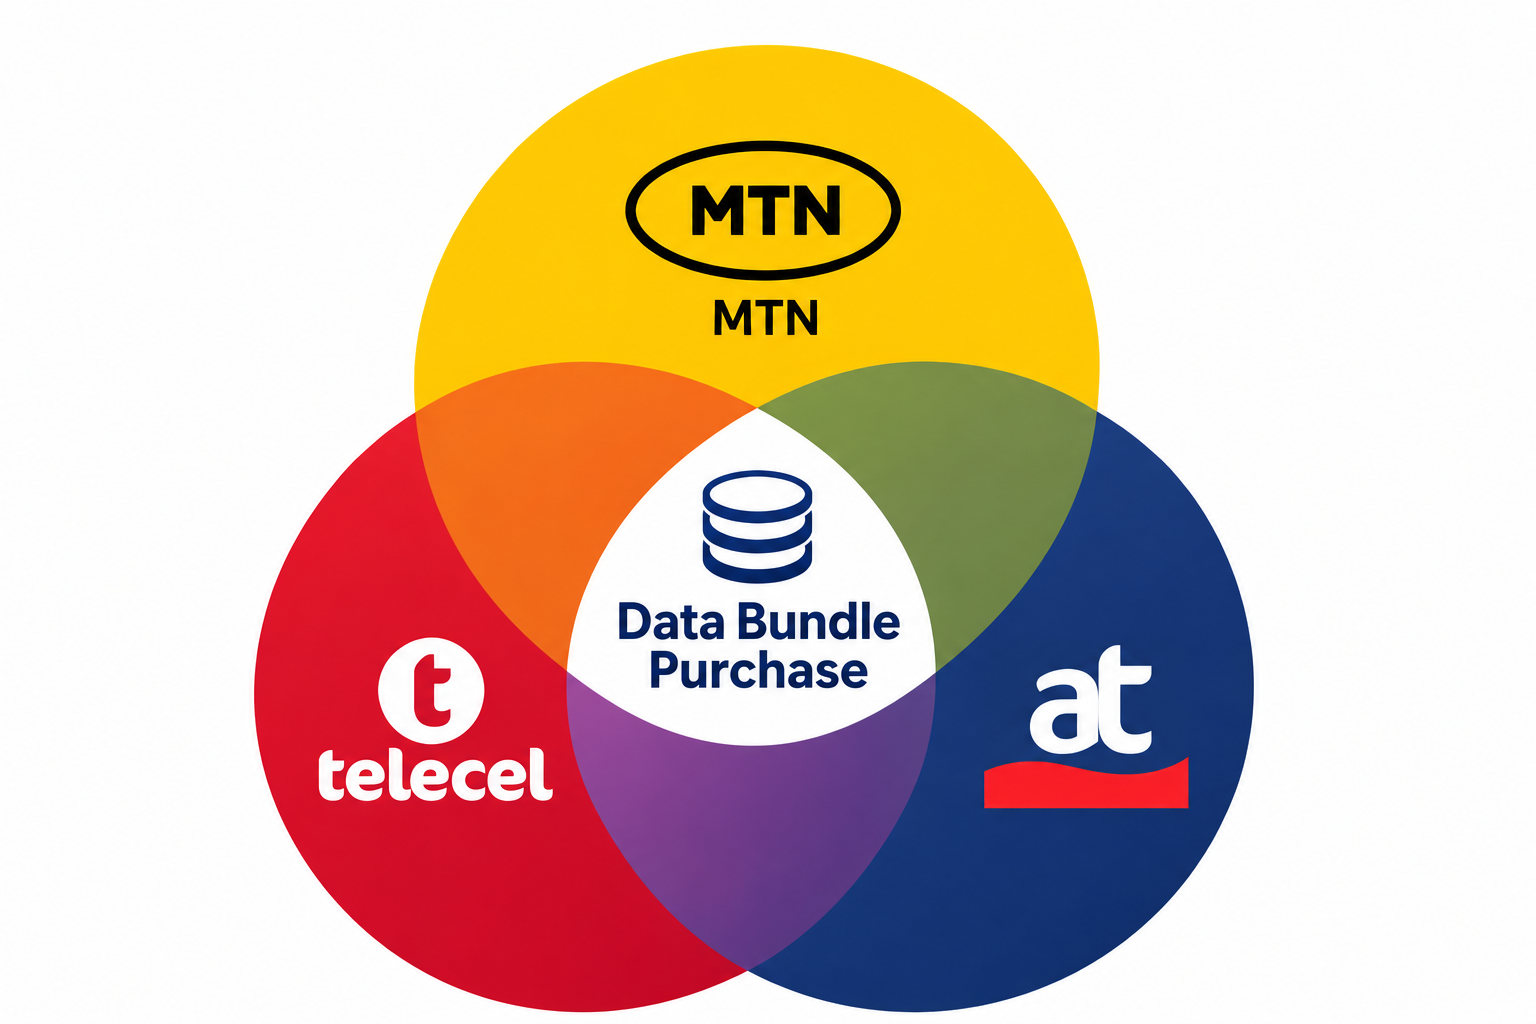 MTN
MTN
Data Bundle
Purchase
t
telecel
at